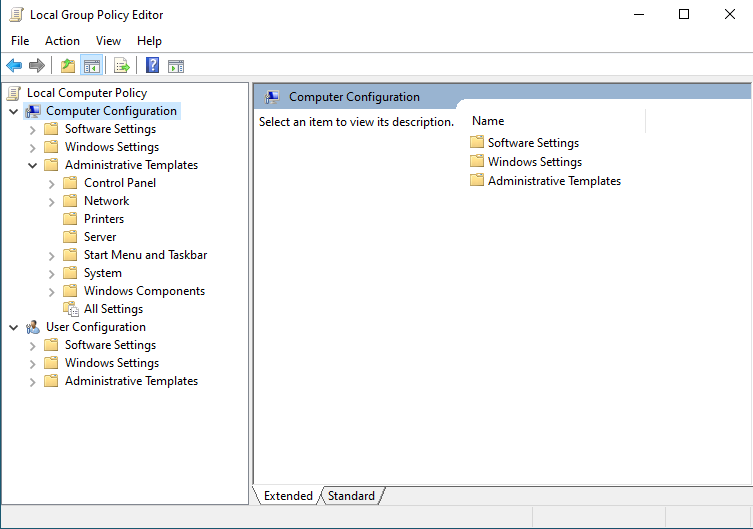 Local Group Policy Editor
File Action View Help
Local Computer Policy
Computer Configuration
Software Settings
Windows Settings
Administrative Templates
Control Panel
Network
Printers
Server
Start Menu and Taskbar
System
Windows Components
All Settings
User Configuration
Software Settings
Windows Settings
Administrative Templates
Computer Configuration
Select an item to view its description.
Name
Software Settings
Windows Settings
Administrative Templates
Extended Standard